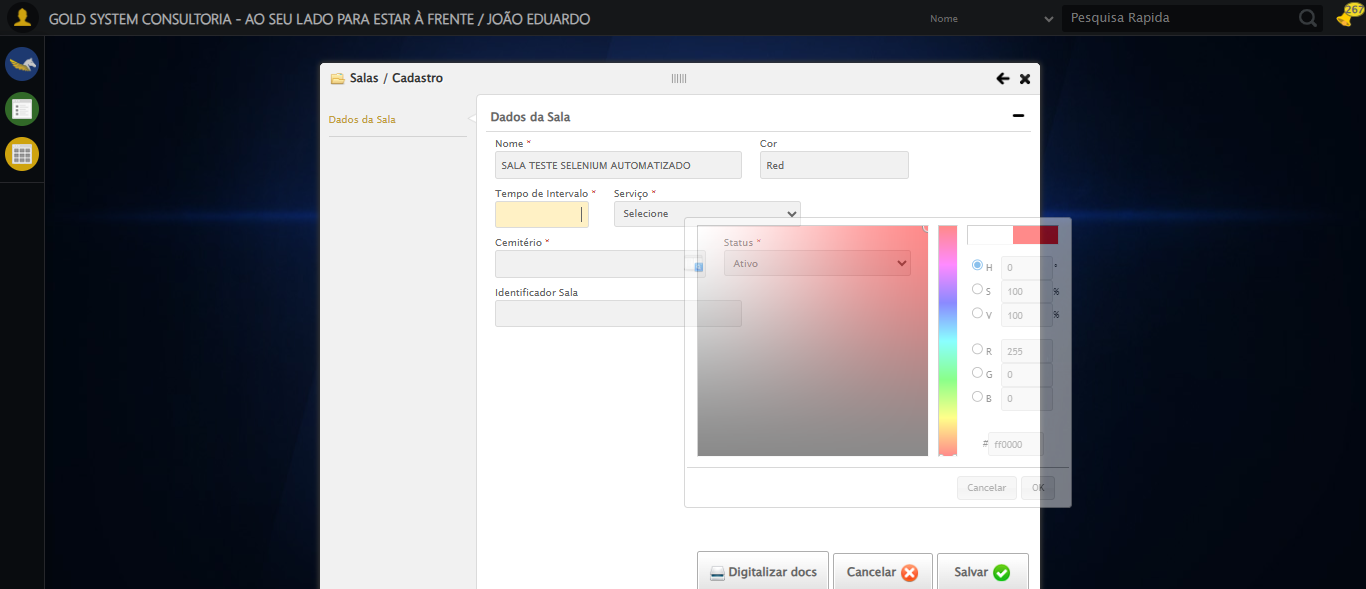 GOLD SYSTEM CONSULTORIA - AO SEU LADO PARA ESTAR À FRENTE / JOÃO EDUARDO
Nome
Pesquisa Rapida
267
Salas / Cadastro
Dados da Sala
Dados da Sala
Nome *
Cor
SALA TESTE SELENIUM AUTOMATIZADO
Red
Tempo de Intervalo *
Serviço *
Selecione
Cemitério *
Status *
Ativo
Identificador Sala
H 0 °
S 100 %
V 100 %
R 255
G 0
B 0
# ff0000
Cancelar
OK
Digitalizar docs
Cancelar
Salvar